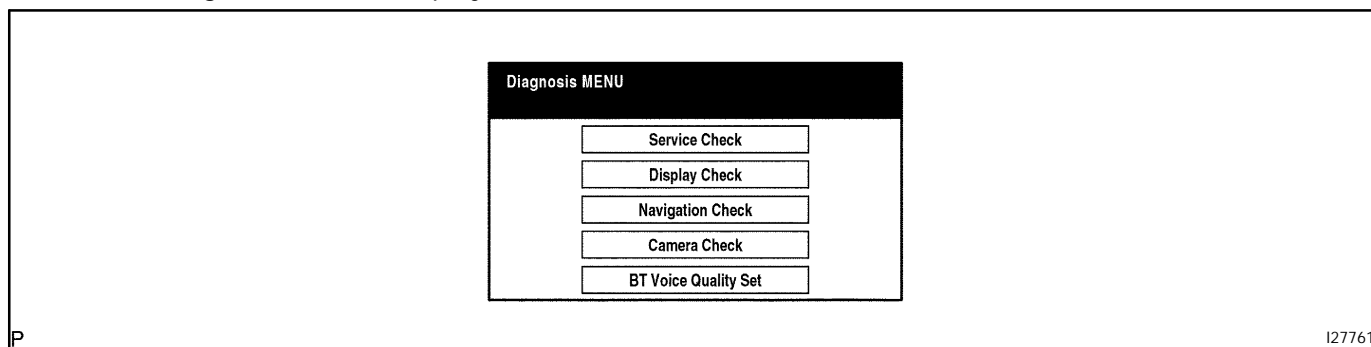 Diagnosis MENU
Service Check
Display Check
Navigation Check
Camera Check
BT Voice Quality Set
P
I27761